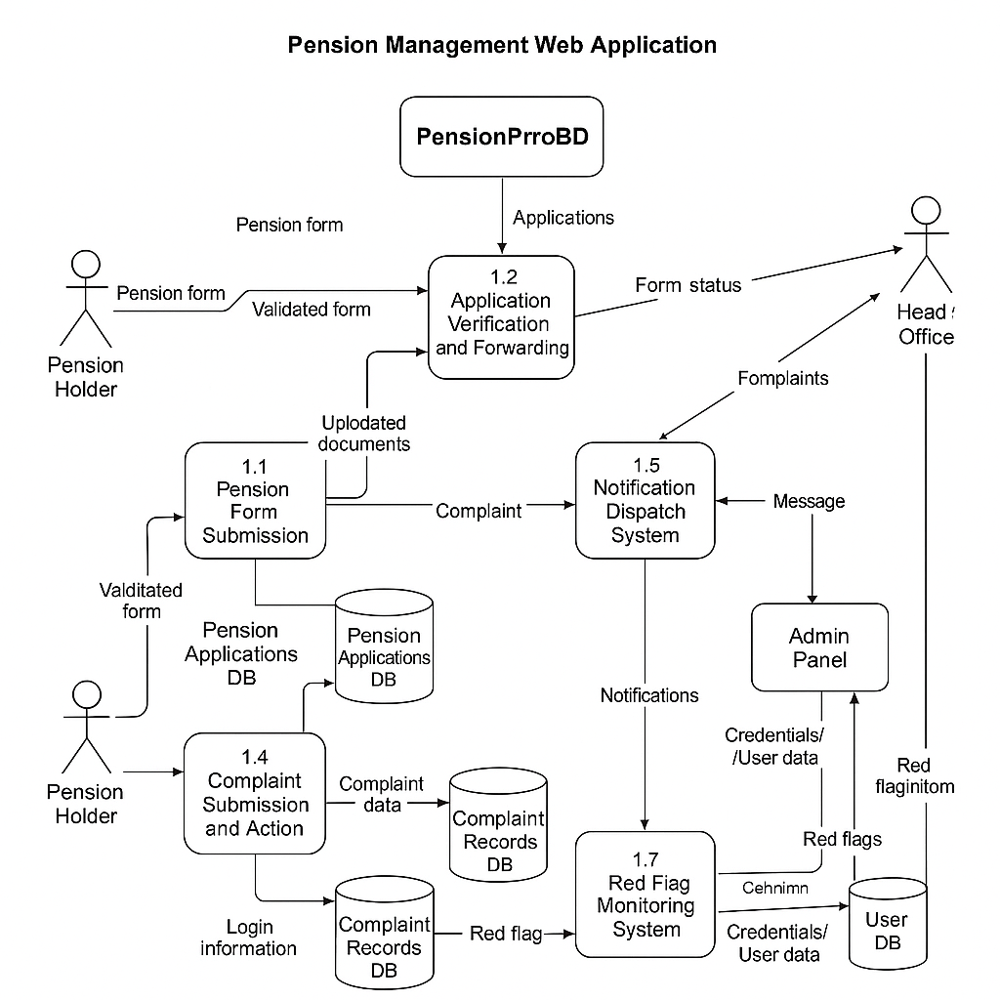 Pension Management Web Application
PensionPrroBD
Applications
Pension form
Pension form
Validated form
Pension
Holder
1.2
Application
Verification
and Forwarding
Form status
Head
Office
Fomplaints
Uplodated
documents
1.1
Pension
Form
Submission
Complaint
1.5
Notification
Dispatch
System
Message
Valditated
form
Pension
Applications
DB
Pension
Applications
DB
Admin
Panel
Notifications
Pension
Holder
1.4
Complaint
Submission
and Action
Complaint
data
Complaint
Records
DB
Credentials/
/User data
Red
flaginitom
Red flags
1.7
Red Fiag
Monitoring
System
Cehnimn
Credentials/
User data
User
DB
Login
information
Complaint
Records
DB
Red flag